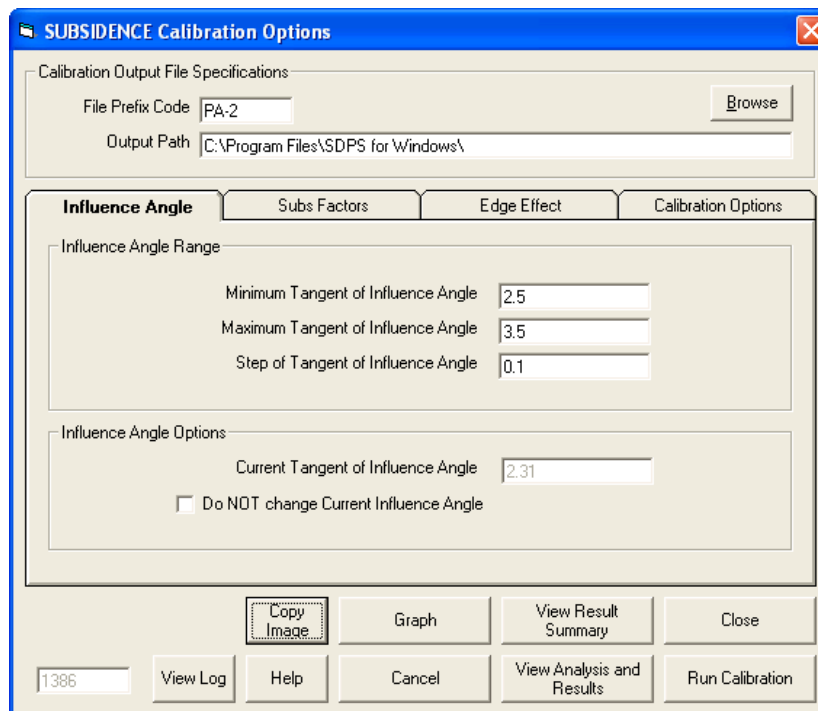 SUBSIDENCE Calibration Options
Calibration Output File Specifications
File Prefix Code PA-2 Browse
Output Path C:\Program Files\SDPS for Windows\
Influence Angle Subs Factors Edge Effect Calibration Options
Influence Angle Range
Minimum Tangent of Influence Angle 2.5
Maximum Tangent of Influence Angle 3.5
Step of Tangent of Influence Angle 0.1
Influence Angle Options
Current Tangent of Influence Angle 2.31
Do NOT change Current Influence Angle
Copy
Image
Graph
View Result
Summary
Close
1386
View Log
Help
Cancel
View Analysis and
Results
Run Calibration